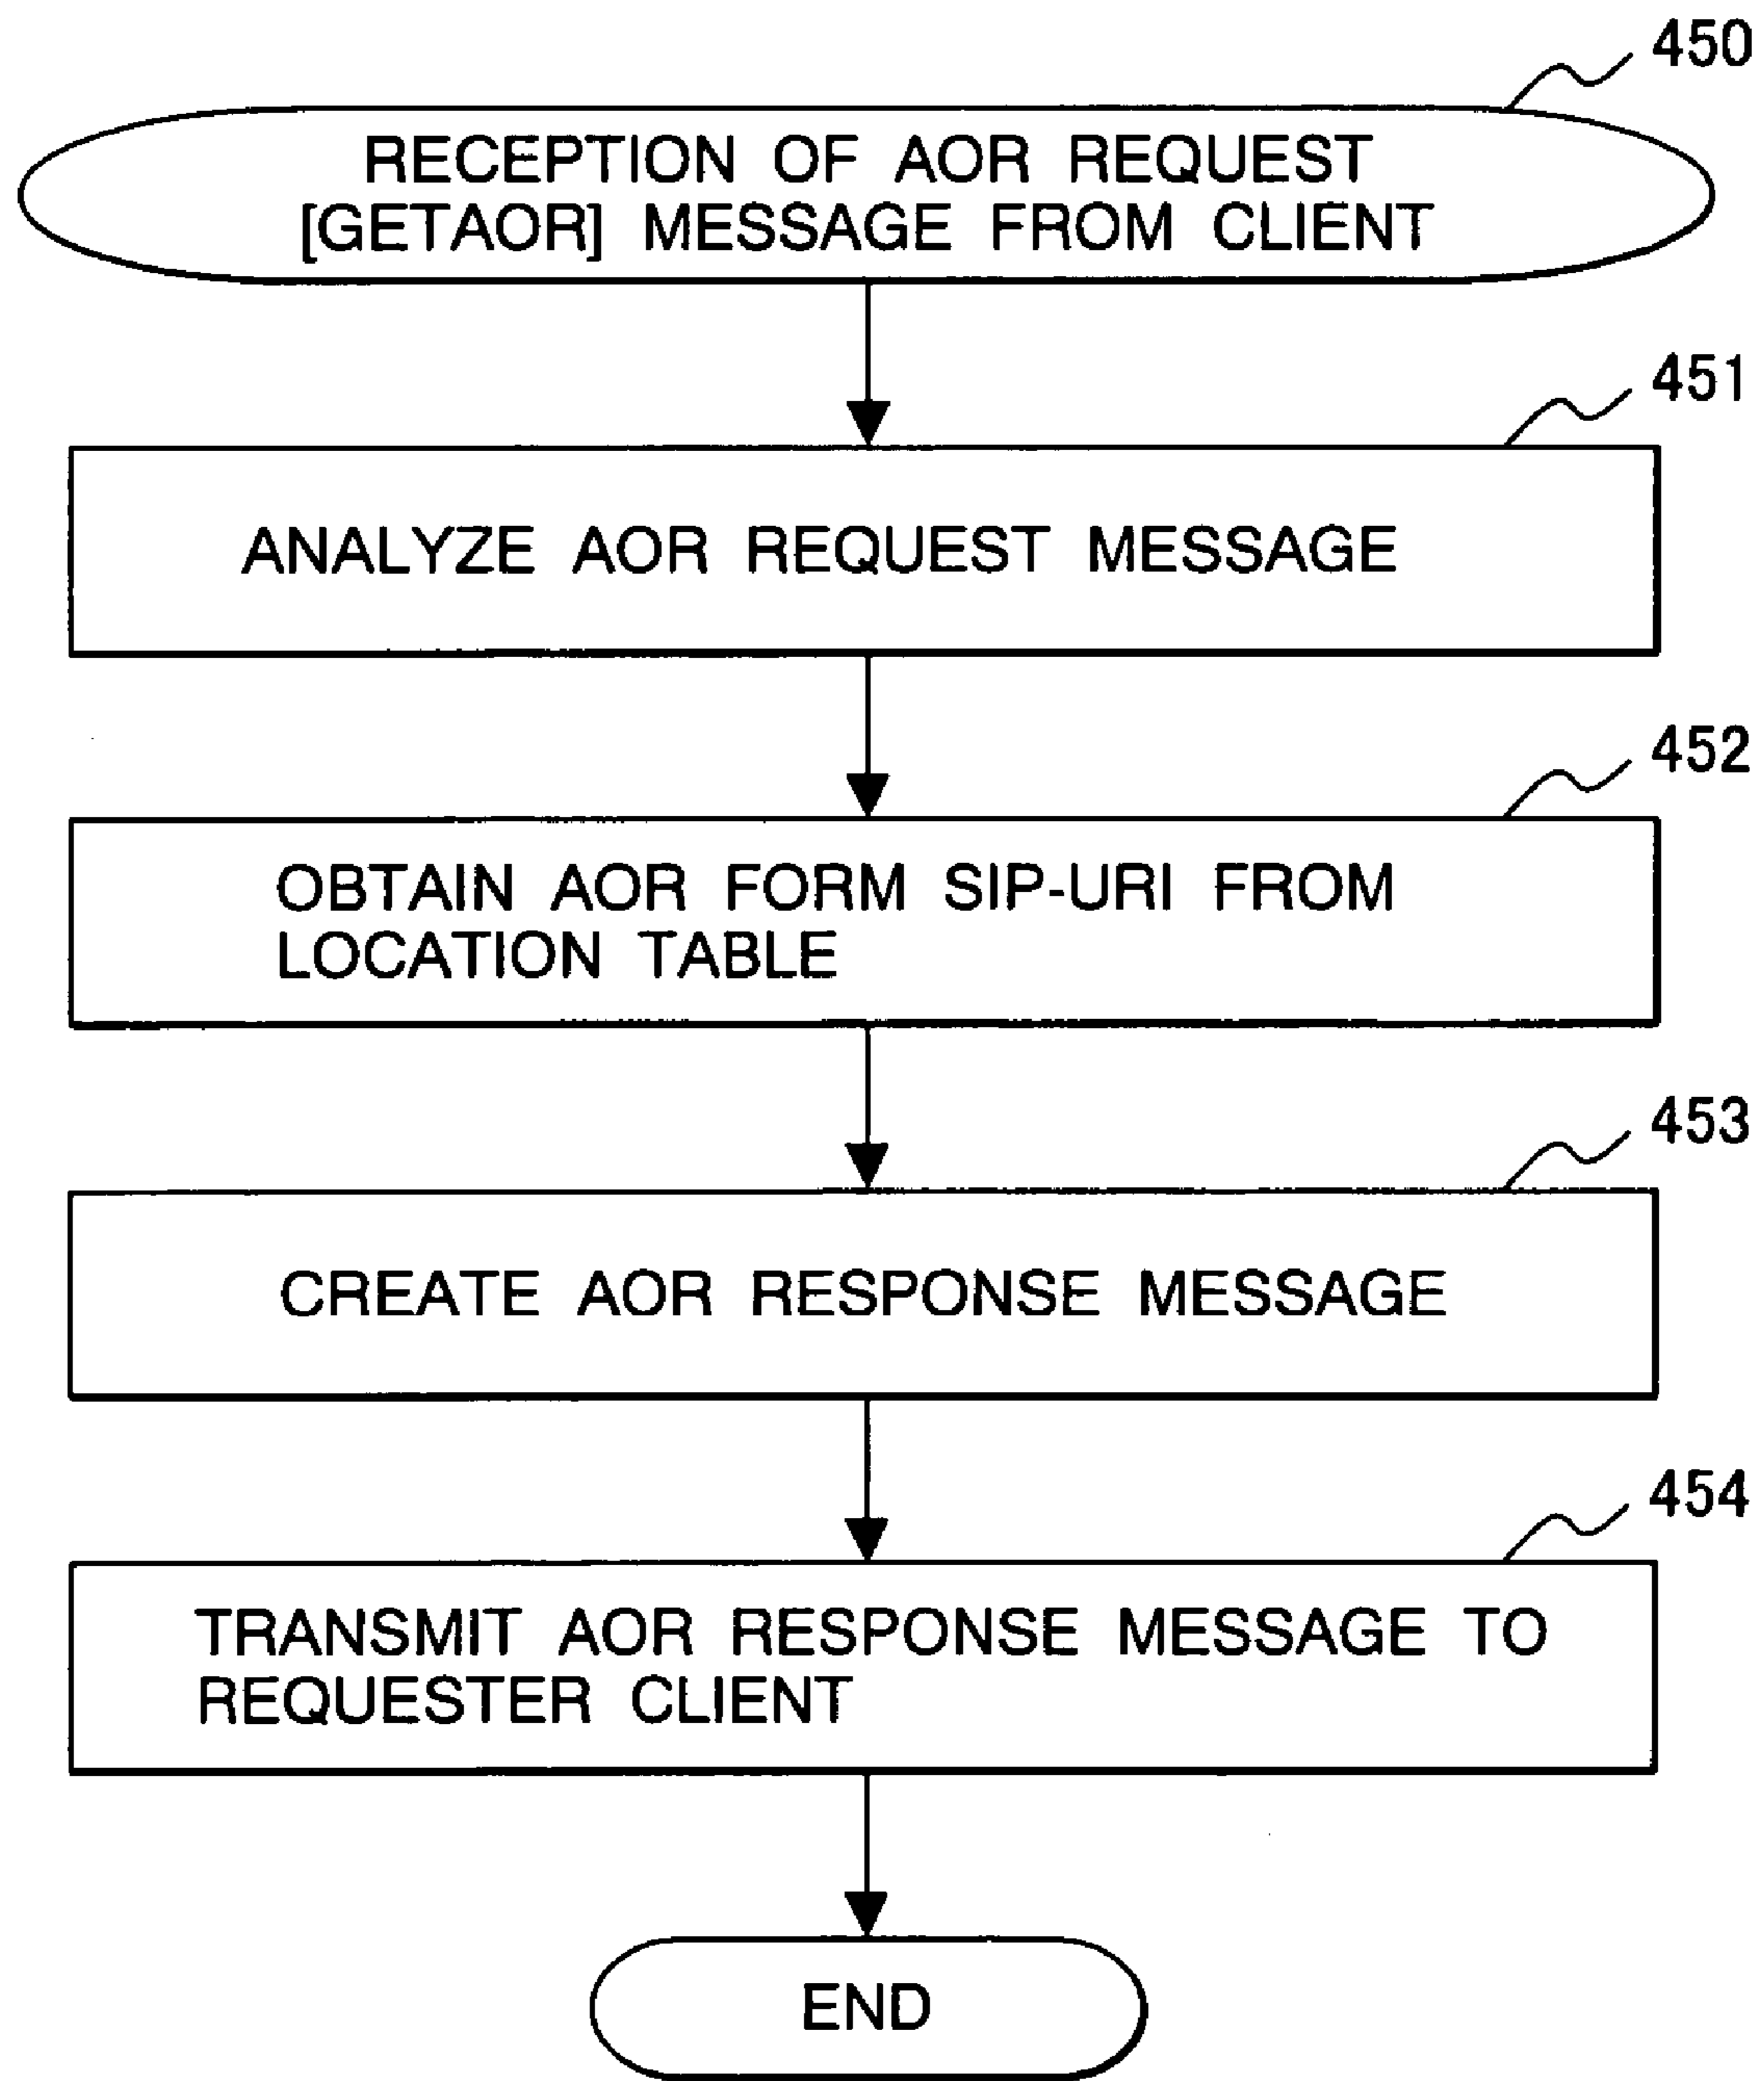 450
RECEPTION OF AOR REQUEST
[GETAOR] MESSAGE FROM CLIENT
451
ANALYZE AOR REQUEST MESSAGE
452
OBTAIN AOR FORM SIP-URI FROM
LOCATION TABLE
453
CREATE AOR RESPONSE MESSAGE
454
TRANSMIT AOR RESPONSE MESSAGE TO
REQUESTER CLIENT
END